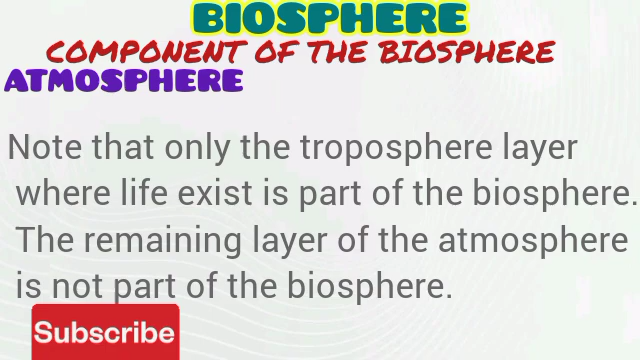 BIOSPHERE
COMPONENT OF THE BIOSPHERE
ATMOSPHERE
Note that only the troposphere layer
where life exist is part of the biosphere.
The remaining layer of the atmosphere
is not part of the biosphere.
Subscribe